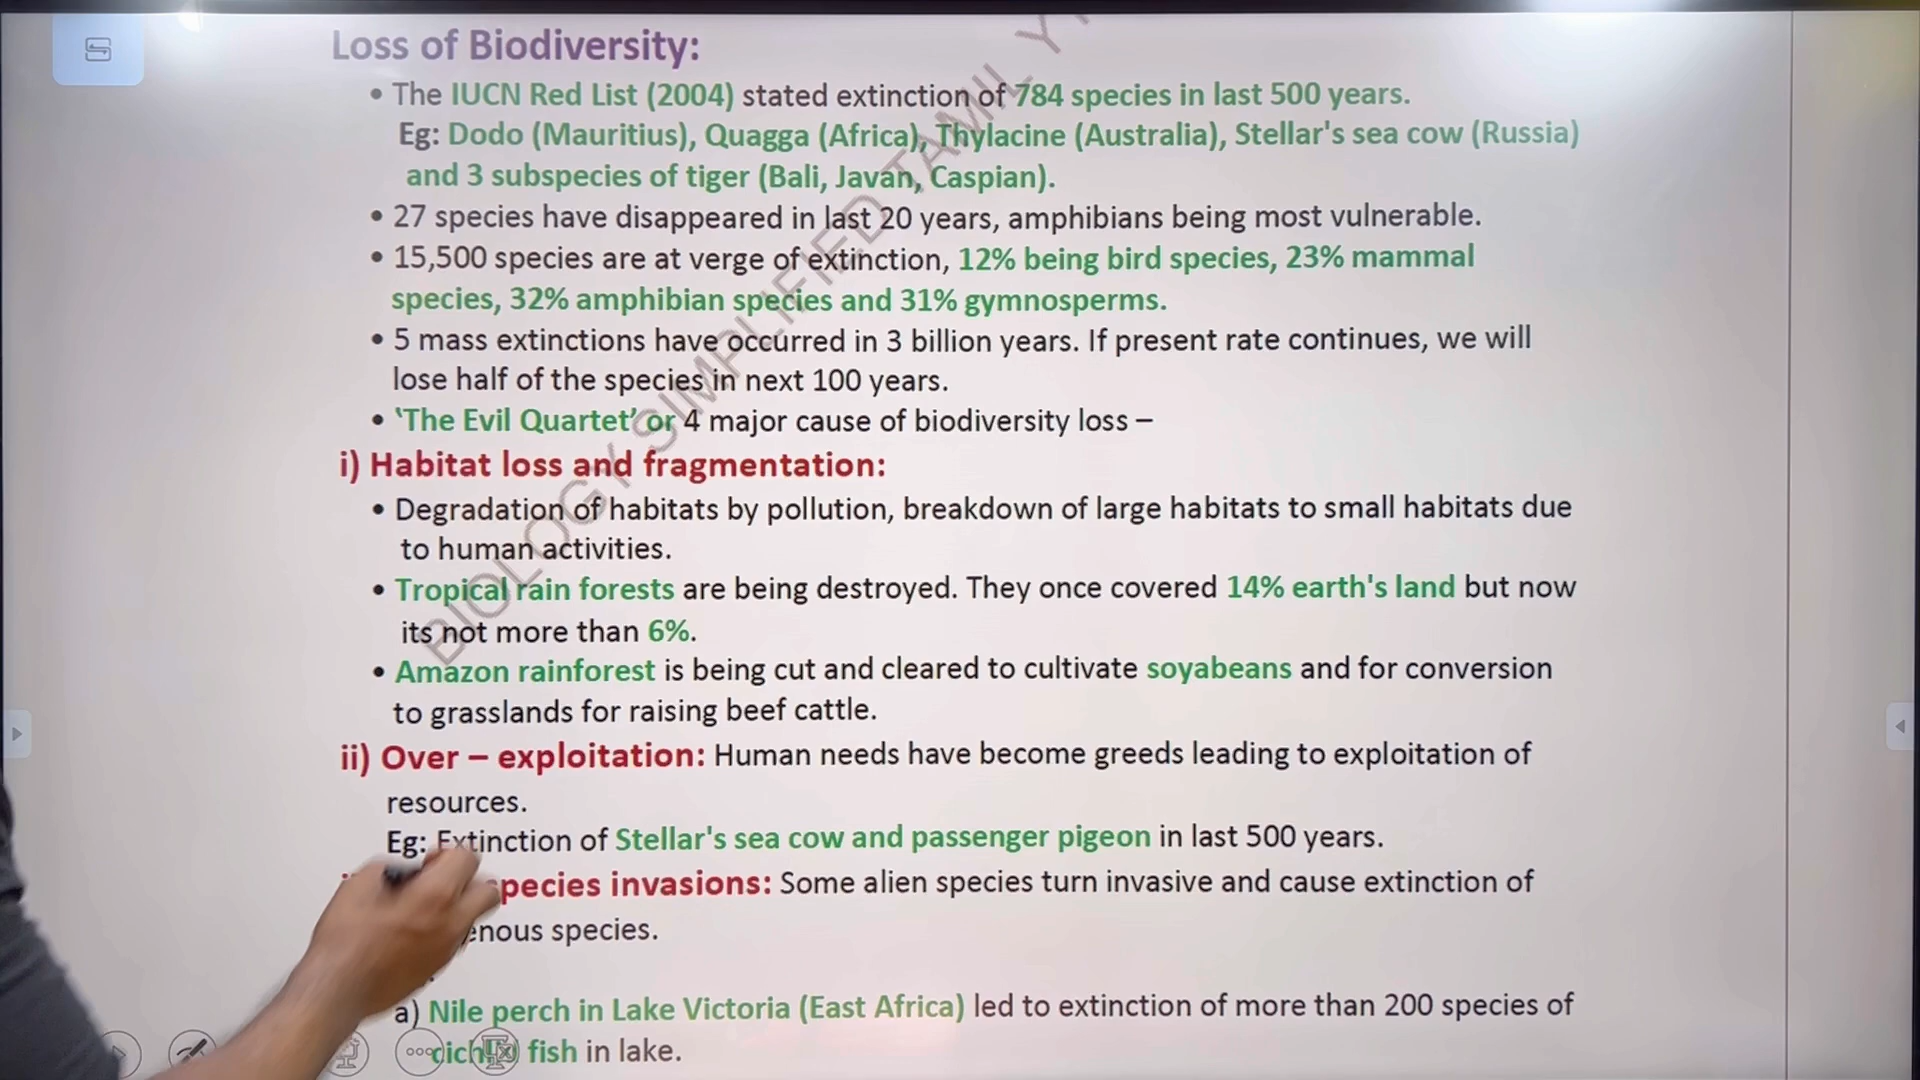 Loss of Biodiversity:
• The IUCN Red List (2004) stated extinction of 784 species in last 500 years.
Eg: Dodo (Mauritius), Quagga (Africa), Thylacine (Australia), Stellar's sea cow (Russia)
and 3 subspecies of tiger (Bali, Javan, Caspian).
• 27 species have disappeared in last 20 years, amphibians being most vulnerable.
• 15,500 species are at verge of extinction, 12% being bird species, 23% mammal
species, 32% amphibian species and 31% gymnosperms.
• 5 mass extinctions have occurred in 3 billion years. If present rate continues, we will
lose half of the species in next 100 years.
• ‘The Evil Quartet’ or 4 major cause of biodiversity loss –
i) Habitat loss and fragmentation:
• Degradation of habitats by pollution, breakdown of large habitats to small habitats due
to human activities.
• Tropical rain forests are being destroyed. They once covered 14% earth's land but now
its not more than 6%.
• Amazon rainforest is being cut and cleared to cultivate soyabeans and for conversion
to grasslands for raising beef cattle.
ii) Over – exploitation: Human needs have become greeds leading to exploitation of
resources.
Eg: Extinction of Stellar's sea cow and passenger pigeon in last 500 years.
species invasions: Some alien species turn invasive and cause extinction of
species.
a) Nile perch in Lake Victoria (East Africa) led to extinction of more than 200 species of
fish in lake.
BIOLOGY SIMPLIFIED TAMIL YT